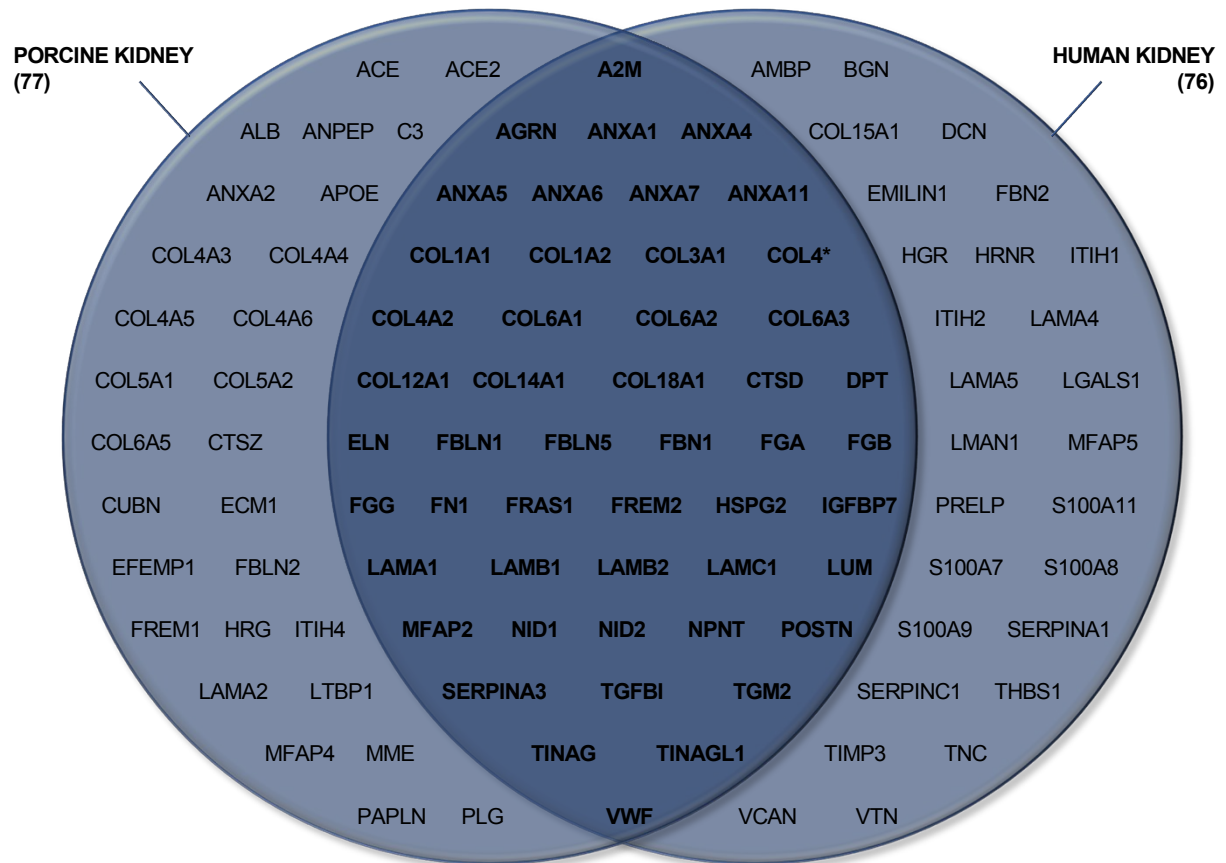 PORCINE KIDNEY
(77)
HUMAN KIDNEY
(76)
ACE ACE2 A2M AMBP BGN
ALB ANPEP C3 AGRN ANXA1 ANXA4 COL15A1 DCN
ANXA2 APOE ANXA5 ANXA6 ANXA7 ANXA11 EMILIN1 FBN2
COL4A3 COL4A4 COL1A1 COL1A2 COL3A1 COL4* HGR HRNR ITIH1
COL4A5 COL4A6 COL4A2 COL6A1 COL6A2 COL6A3 ITIH2 LAMA4
COL5A1 COL5A2 COL12A1 COL14A1 COL18A1 CTSD DPT LAMA5 LGALS1
COL6A5 CTSZ ELN FBLN1 FBLN5 FBN1 FGA FGB LMAN1 MFAP5
CUBN ECM1 FGG FN1 FRAS1 FREM2 HSPG2 IGFBP7 PRELP S100A11
EFEMP1 FBLN2 LAMA1 LAMB1 LAMB2 LAMC1 LUM S100A7 S100A8
FREM1 HRG ITIH4 MFAP2 NID1 NID2 NPNT POSTN S100A9 SERPINA1
LAMA2 LTBP1 SERPINA3 TGFBI TGM2 SERPINC1 THBS1
MFAP4 MME TINAG TINAGL1 TIMP3 TNC
PAPLN PLG VWF VCAN VTN